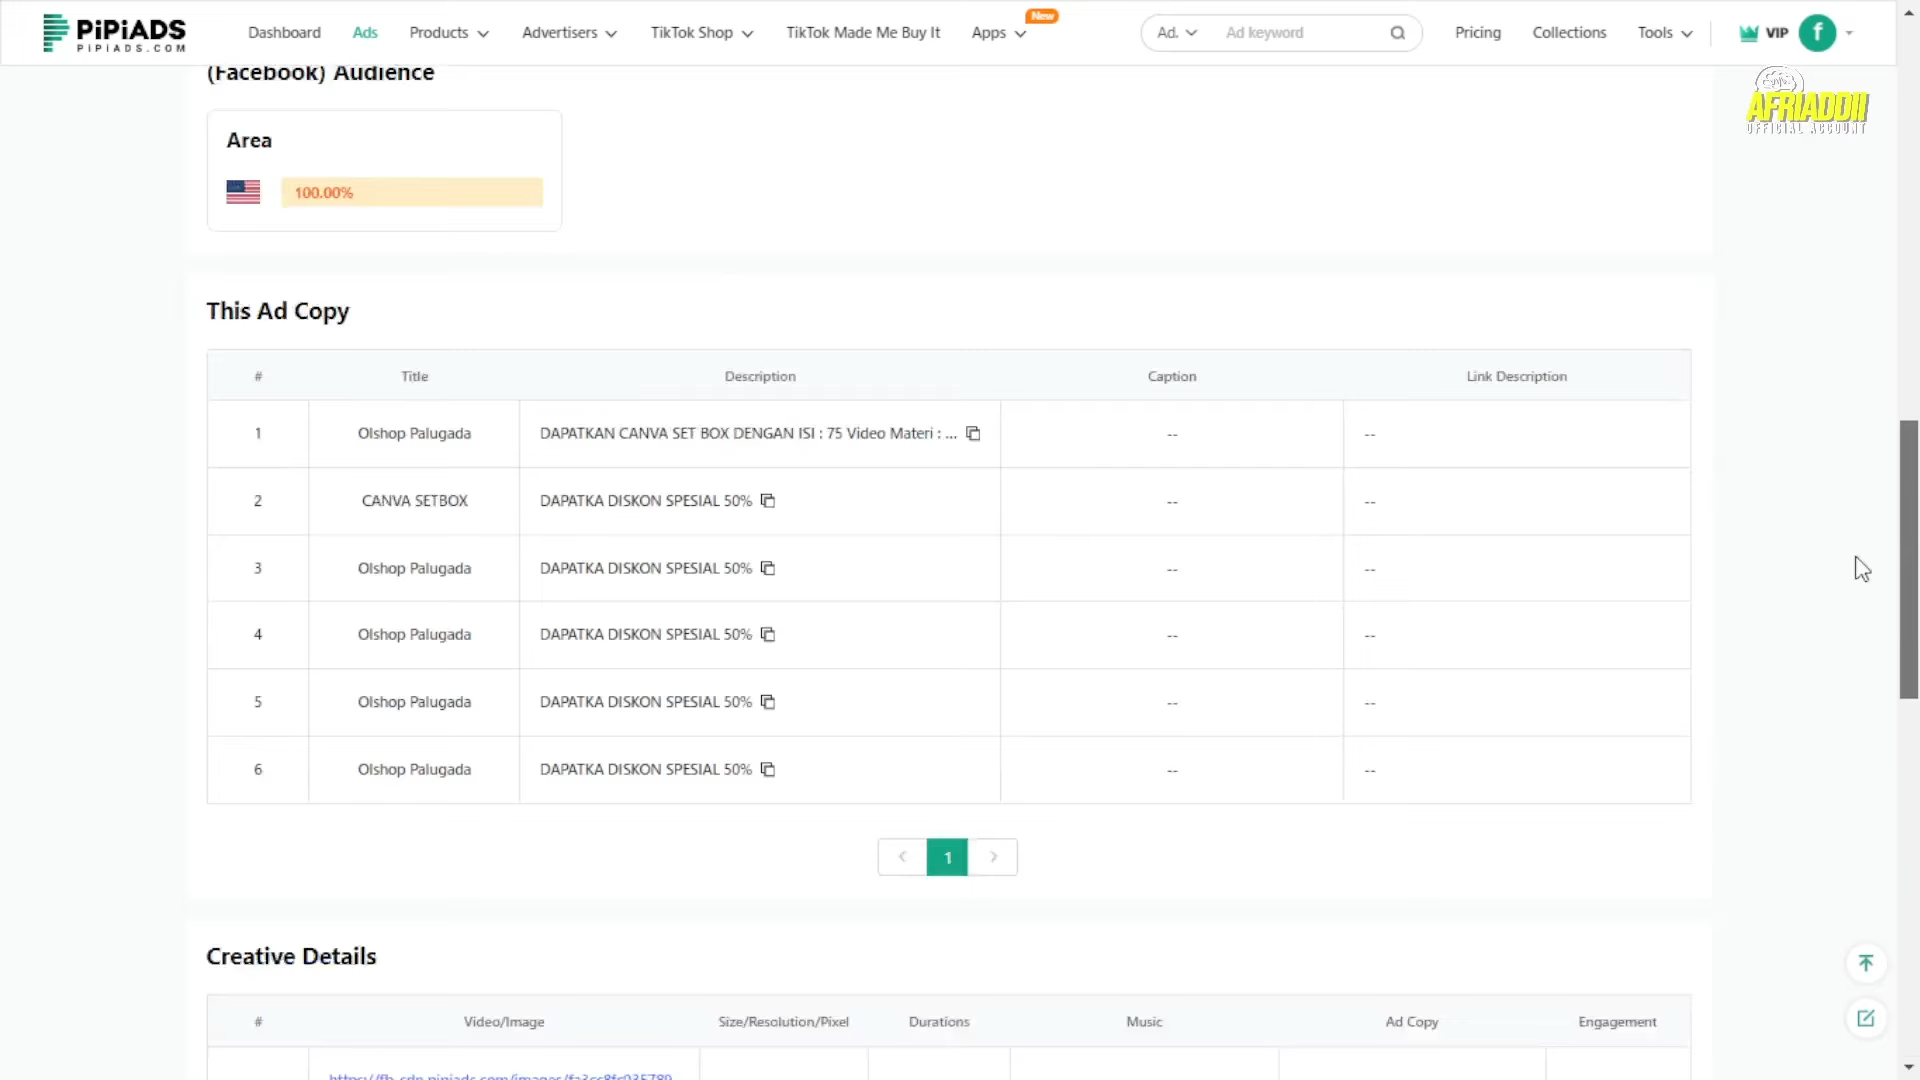 PiPiADS
PIPIADS.COM
Dashboard Ads Products Advertisers TikTok Shop TikTok Made Me Buy It Apps New Ad. Ad keyword Pricing Collections Tools VIP f
AFRIADDII
OFFICIAL ACCOUNT
(Facebook) Audience
Area
100.00%
This Ad Copy
# Title Description Caption Link Description
1 Olshop Palugada DAPATKAN CANVA SET BOX DENGAN ISI : 75 Video Materi : ... -- --
2 CANVA SETBOX DAPATKA DISKON SPESIAL 50% -- --
3 Olshop Palugada DAPATKA DISKON SPESIAL 50% -- --
4 Olshop Palugada DAPATKA DISKON SPESIAL 50% -- --
5 Olshop Palugada DAPATKA DISKON SPESIAL 50% -- --
6 Olshop Palugada DAPATKA DISKON SPESIAL 50% -- --
< 1 >
Creative Details
# Video/Image Size/Resolution/Pixel Durations Music Ad Copy Engagement